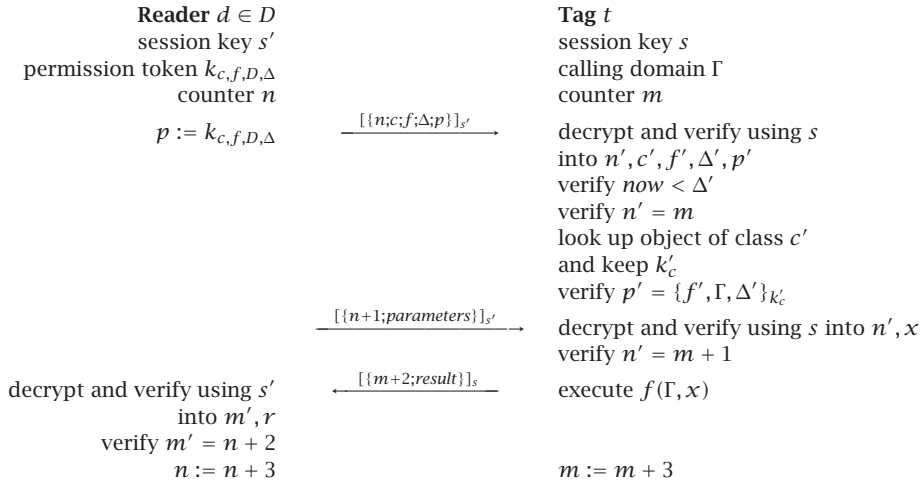 Reader d ∈ D Tag t
session key s′ session key s
permission token k_{c,f,D,Δ} calling domain Γ
counter n counter m
p := k_{c,f,D,Δ} [{n;c;f;Δ;p}]_{s′} decrypt and verify using s
into n′, c′, f′, Δ′, p′
verify now < Δ′
verify n′ = m
look up object of class c′
and keep k′_c
verify p′ = {f′, Γ, Δ′}_{k′_c}
[{n+1;parameters}]_{s′} decrypt and verify using s into n′, x
verify n′ = m + 1
decrypt and verify using s′ [{m+2;result}]_s execute f(Γ, x)
into m′, r
verify m′ = n + 2
n := n + 3 m := m + 3